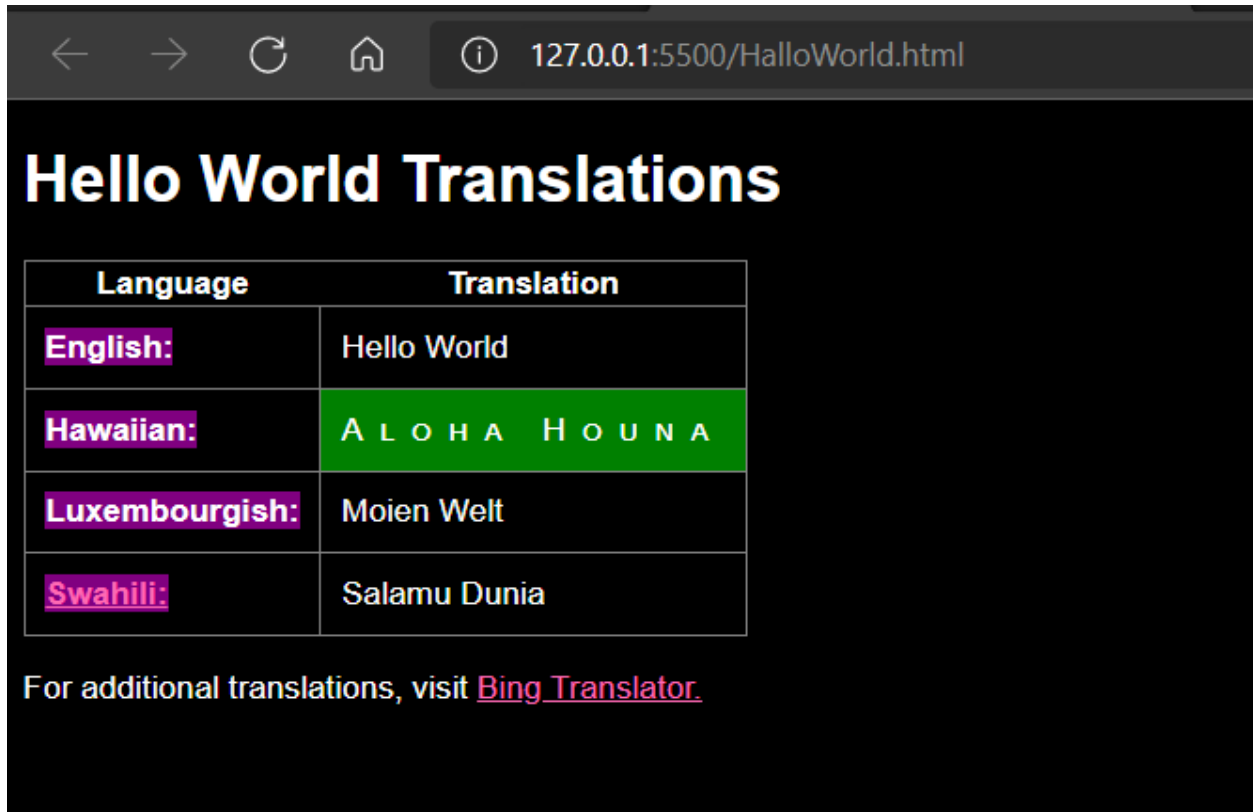 127.0.0.1:5500/HalloWorld.html
Hello World Translations
Language Translation
English: Hello World
Hawaiian: Aloha Houna
Luxembourgish: Moien Welt
Swahili: Salamu Dunia
For additional translations, visit Bing Translator.